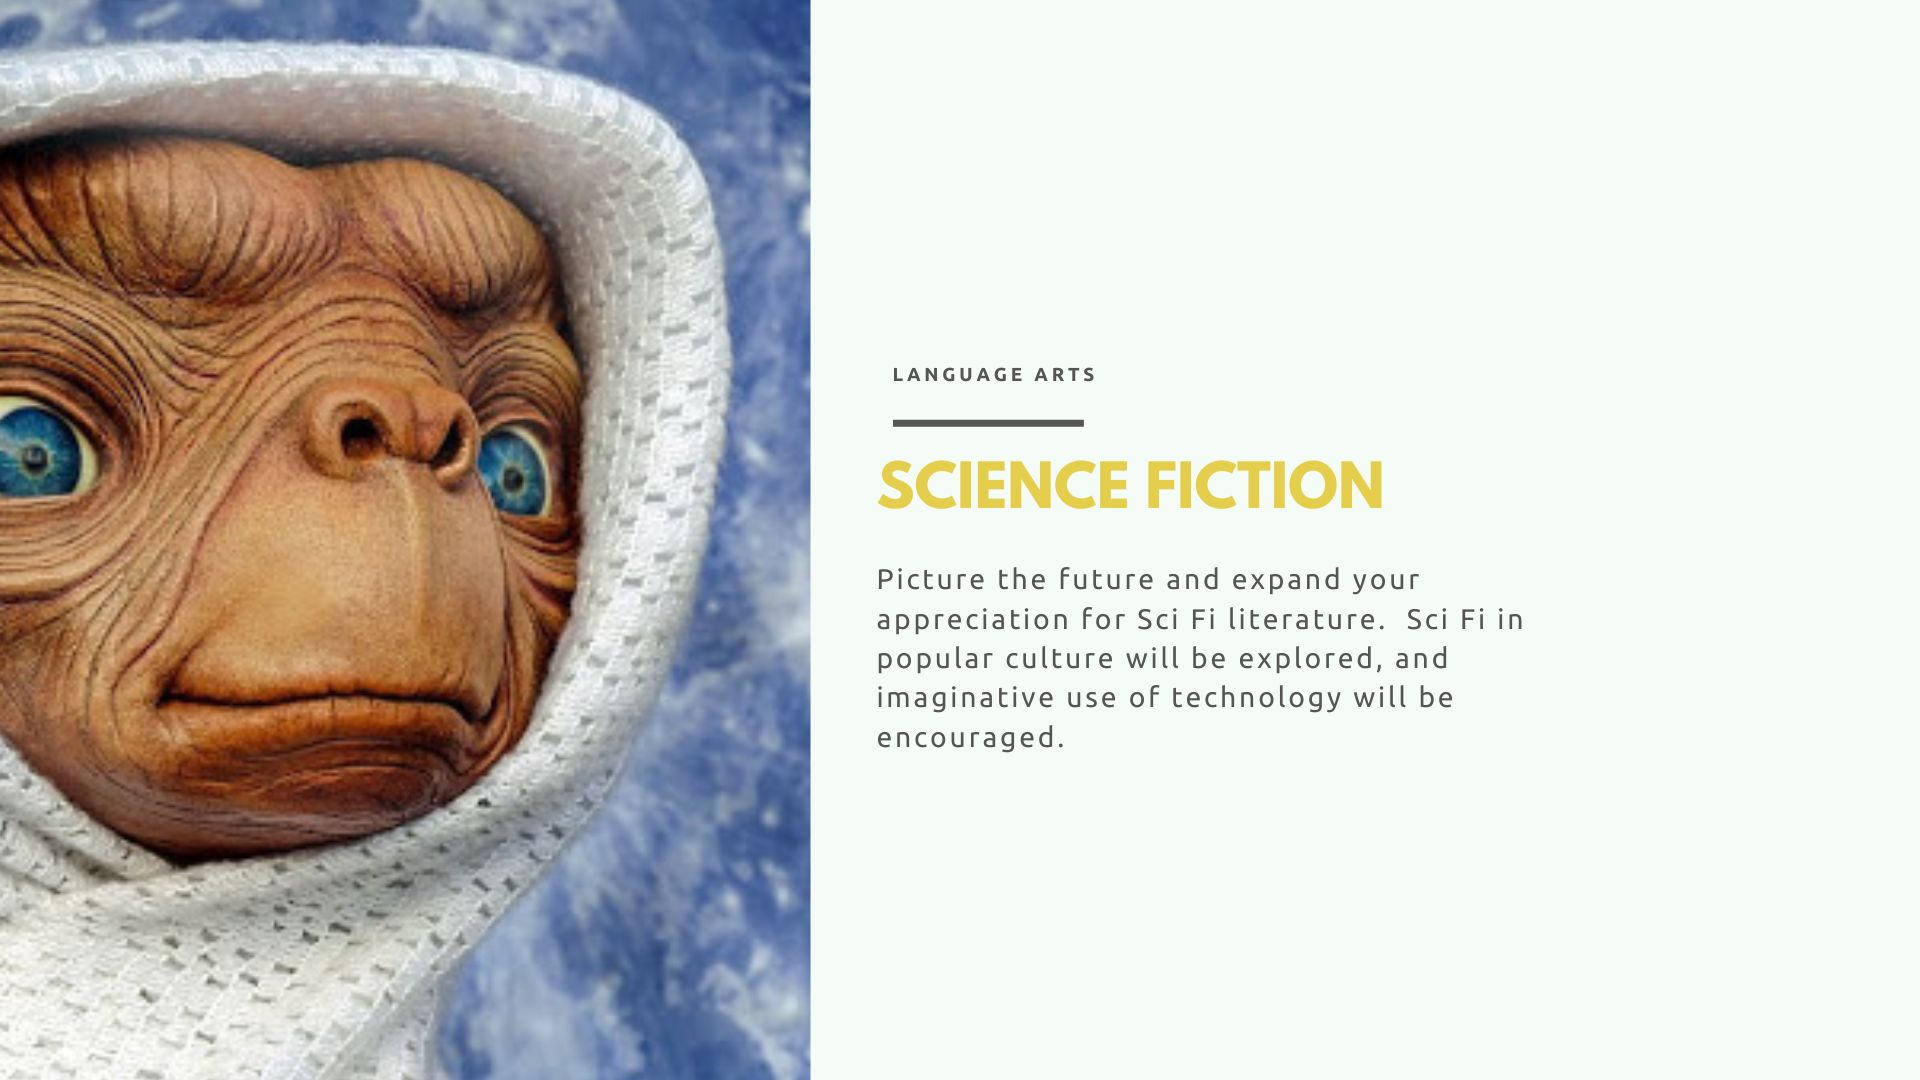 LANGUAGE ARTS
SCIENCE FICTION
Picture the future and expand your
appreciation for Sci Fi literature.  Sci Fi in
popular culture will be explored, and
imaginative use of technology will be
encouraged.